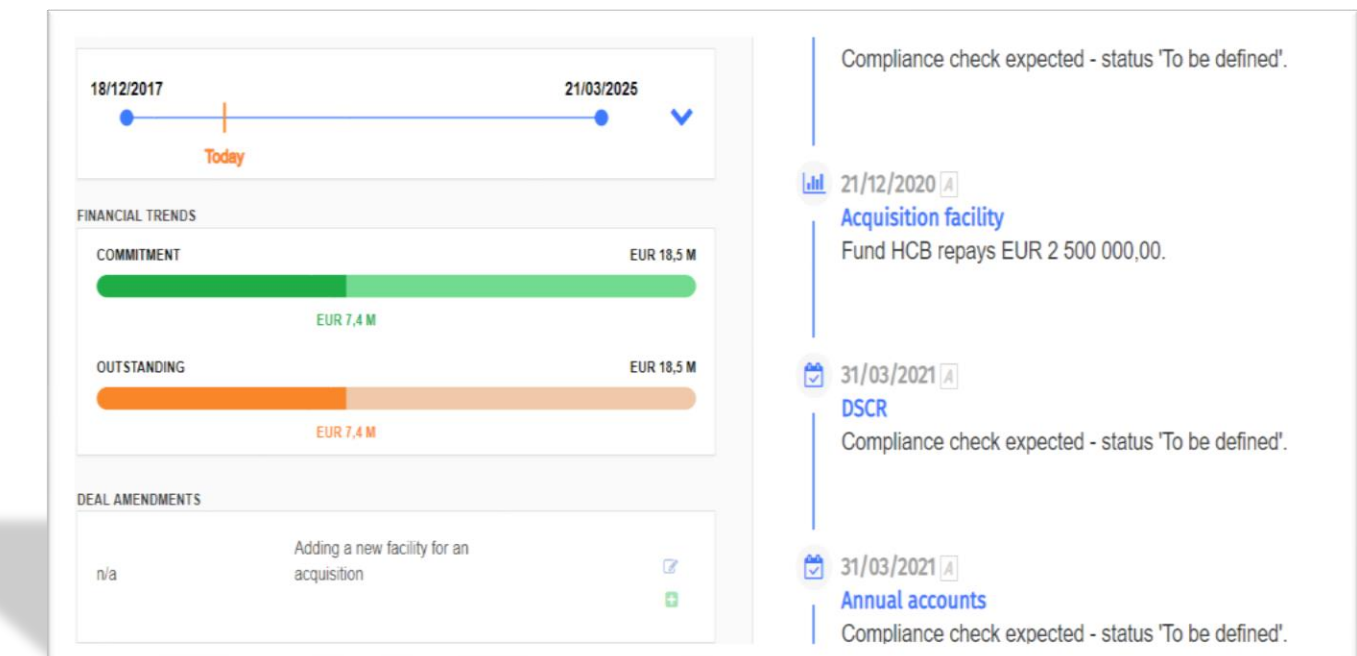 18/12/2017
21/03/2025
Today
FINANCIAL TRENDS
COMMITMENT
EUR 18,5 M
EUR 7,4 M
OUTSTANDING
EUR 18,5 M
EUR 7,4 M
DEAL AMENDMENTS
n/a
Adding a new facility for an
acquisition
Compliance check expected - status 'To be defined'.
21/12/2020 A
Acquisition facility
Fund HCB repays EUR 2 500 000,00.
31/03/2021 A
DSCR
Compliance check expected - status 'To be defined'.
31/03/2021 A
Annual accounts
Compliance check expected - status 'To be defined'.